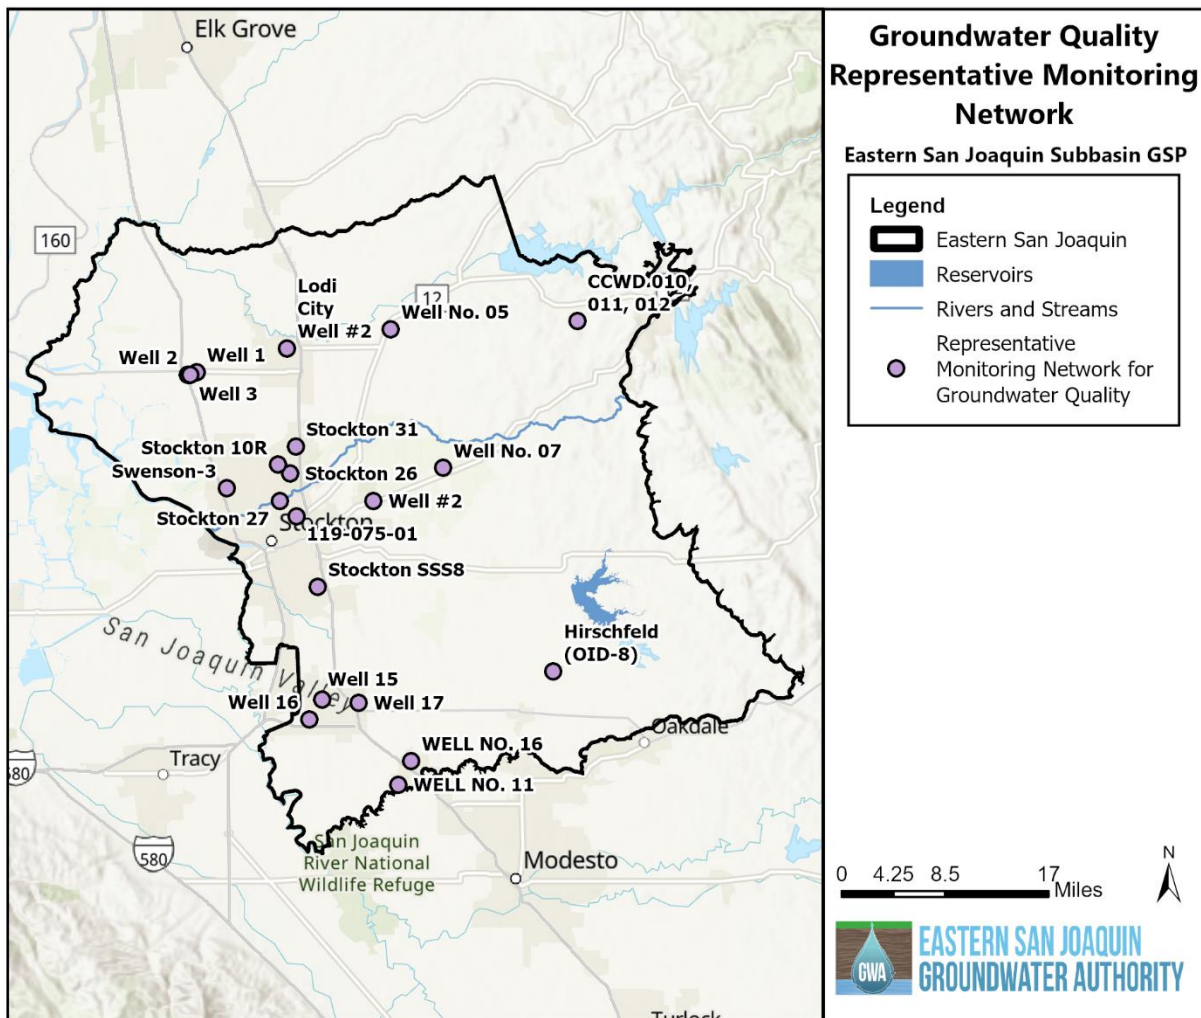 Elk Grove
160
12
CCWD 010,
011, 012
Lodi
City
Well #2
Well No. 05
Well 2
Well 1
Well 3
Stockton 31
Stockton 10R
Well No. 07
Swenson-3
Stockton 26
Well #2
Stockton 27
119-075-01
Stockton
Stockton SSS8
San Joaquin Valley
Hirschfeld
(OID-8)
Well 15
Well 16
Well 17
Oakdale
WELL NO. 16
Tracy
580
WELL NO. 11
580
San Joaquin
River National
Wildlife Refuge
Modesto
Turlock
Groundwater Quality
Representative Monitoring
Network
Eastern San Joaquin Subbasin GSP
Legend
Eastern San Joaquin
Reservoirs
Rivers and Streams
Representative
Monitoring Network for
Groundwater Quality
N
0 4.25 8.5 17
Miles
GWA
EASTERN SAN JOAQUIN
GROUNDWATER AUTHORITY